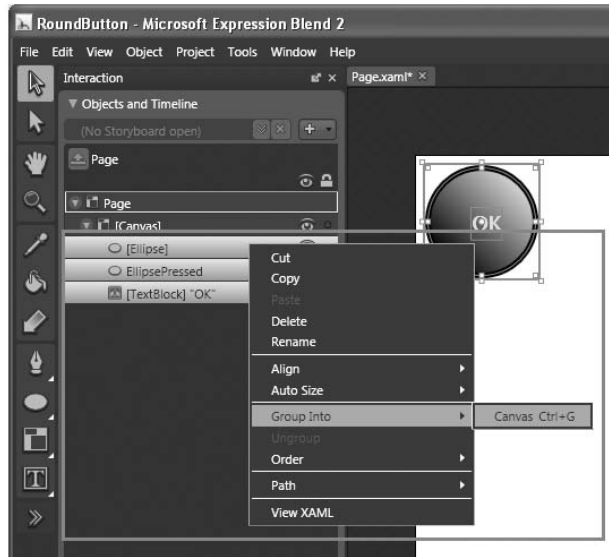 RoundButton - Microsoft Expression Blend 2
File Edit View Object Project Tools Window Help
Interaction
Page.xaml*
Objects and Timeline
(No Storyboard open)
Page
Page
[Canvas]
[Ellipse]
EllipsePressed
[TextBlock] "OK"
OK
Cut
Copy
Paste
Delete
Rename
Align
Auto Size
Group Into
Canvas Ctrl+G
Ungroup
Order
Path
View XAML
T